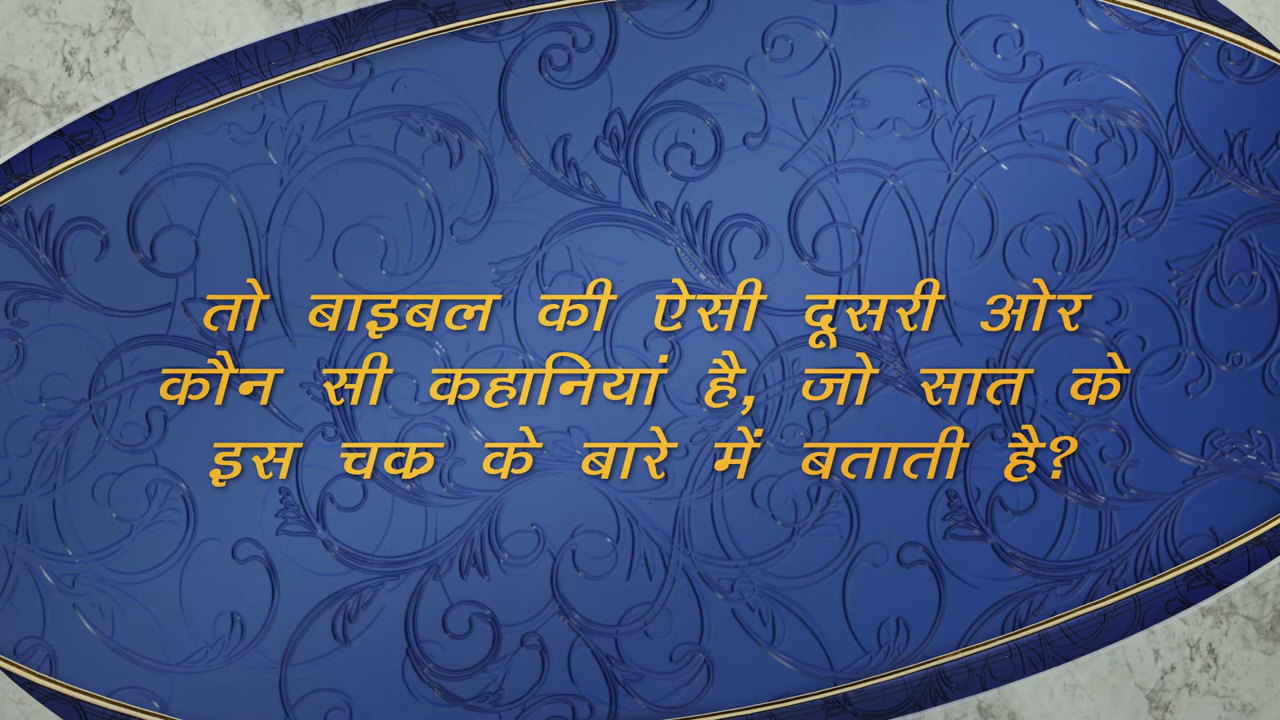 तो बाइबल की ऐसी दूसरी ओर
कौन सी कहानियां है, जो सात के
इस चक्र के बारे में बताती है?